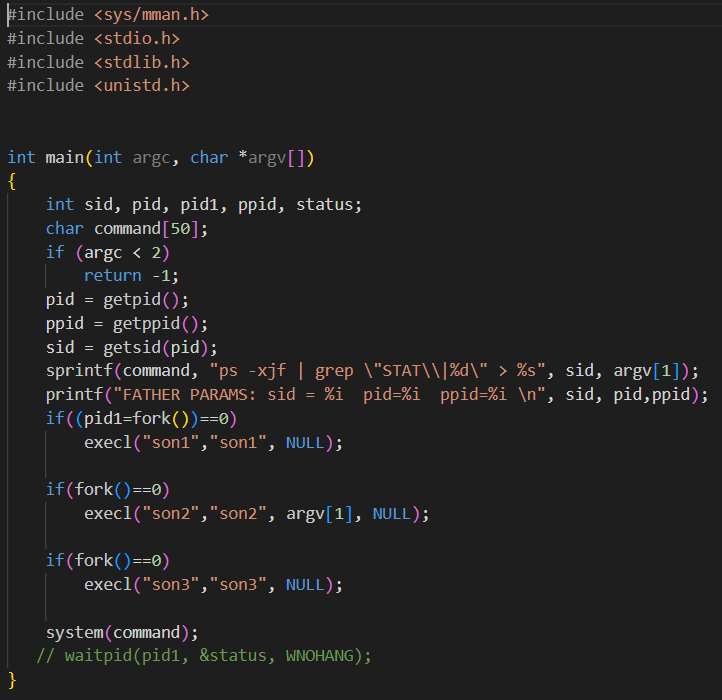 #include <sys/mman.h>
#include <stdio.h>
#include <stdlib.h>
#include <unistd.h>
int main(int argc, char *argv[])
{
    int sid, pid, pid1, ppid, status;
    char command[50];
    if (argc < 2)
        return -1;
    pid = getpid();
    ppid = getppid();
    sid = getsid(pid);
    sprintf(command, "ps -xjf | grep \"STAT\\|%d\" > %s", sid, argv[1]);
    printf("FATHER PARAMS: sid = %i  pid=%i  ppid=%i \n", sid, pid,ppid);
    if((pid1=fork())==0)
        execl("son1","son1", NULL);
    if(fork()==0)
        execl("son2","son2", argv[1], NULL);
    if(fork()==0)
        execl("son3","son3", NULL);
    system(command);
   // waitpid(pid1, &status, WNOHANG);
}